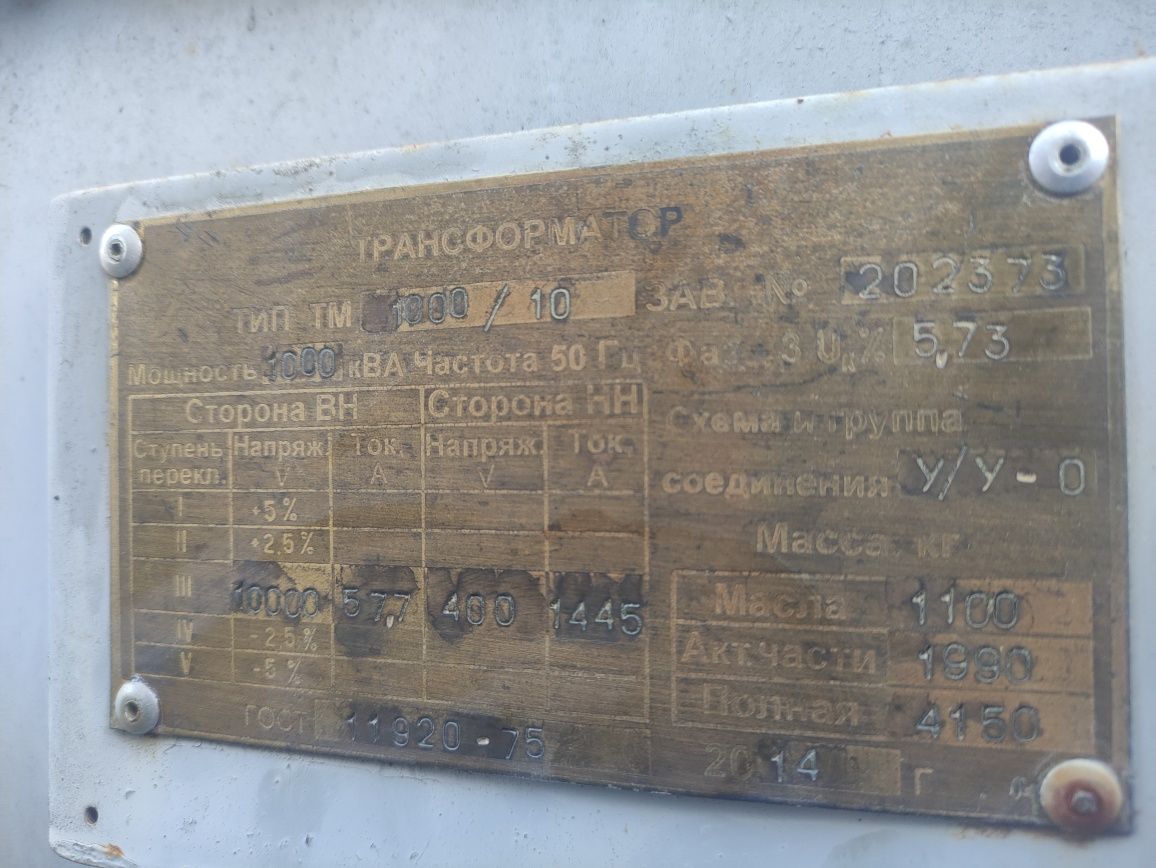 ТРАНСФОРМАТОР
ТИП ТМ 1000/10 ЗАВ. №  202373
Мощность 1000 кВА Частота 50 Гц Фаз.-3 Uк% 5,73
Сторона ВН Сторона НН
Схема и группа
Ступень перекл. Напряж. V Ток. А Напряж. V Ток. А
соединения У/У-0
I +5%
II +2,5%
Масса, кг
III 10000 57,7 400 1445
Масла 1100
IV -2,5%
Акт.части 1990
V -5%
Полная 4150
ГОСТ 11920-75
2014 г